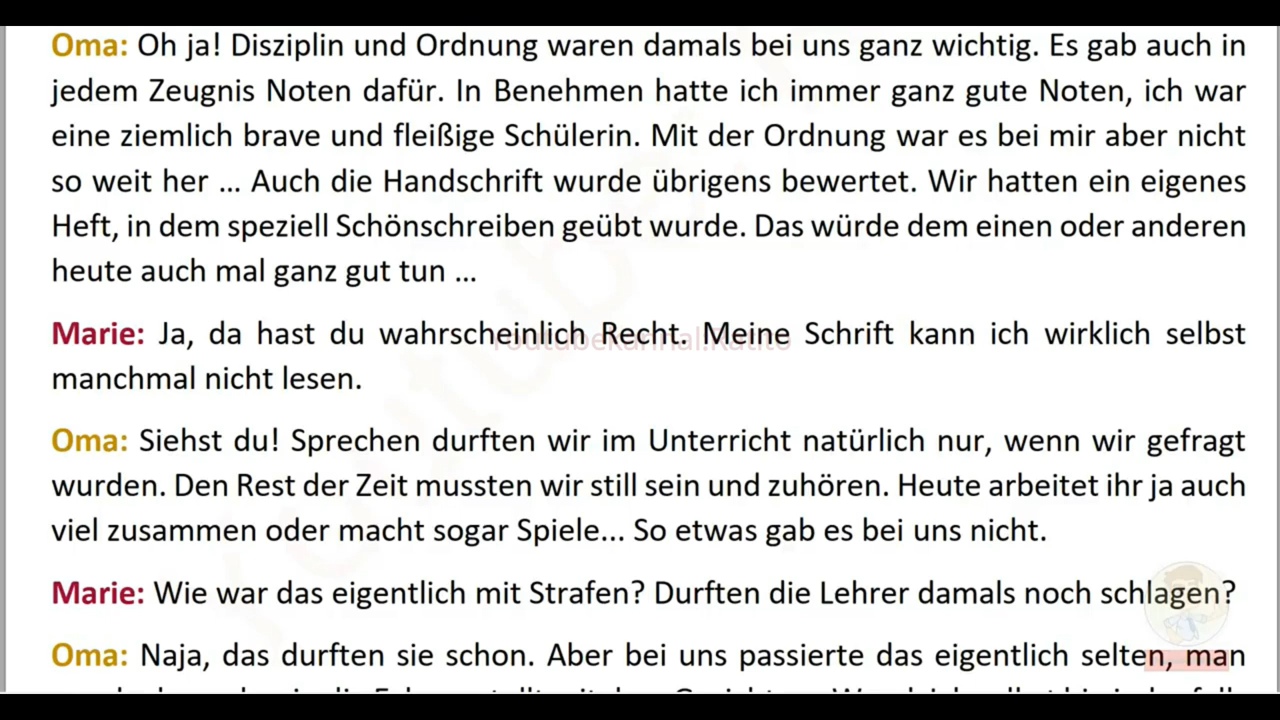 Oma: Oh ja! Disziplin und Ordnung waren damals bei uns ganz wichtig. Es gab auch in
jedem Zeugnis Noten dafür. In Benehmen hatte ich immer ganz gute Noten, ich war
eine ziemlich brave und fleißige Schülerin. Mit der Ordnung war es bei mir aber nicht
so weit her ... Auch die Handschrift wurde übrigens bewertet. Wir hatten ein eigenes
Heft, in dem speziell Schönschreiben geübt wurde. Das würde dem einen oder anderen
heute auch mal ganz gut tun ...
Marie: Ja, da hast du wahrscheinlich Recht. Meine Schrift kann ich wirklich selbst
manchmal nicht lesen.
Oma: Siehst du! Sprechen durften wir im Unterricht natürlich nur, wenn wir gefragt
wurden. Den Rest der Zeit mussten wir still sein und zuhören. Heute arbeitet ihr ja auch
viel zusammen oder macht sogar Spiele... So etwas gab es bei uns nicht.
Marie: Wie war das eigentlich mit Strafen? Durften die Lehrer damals noch schlagen?
Oma: Naja, das durften sie schon. Aber bei uns passierte das eigentlich selten, man